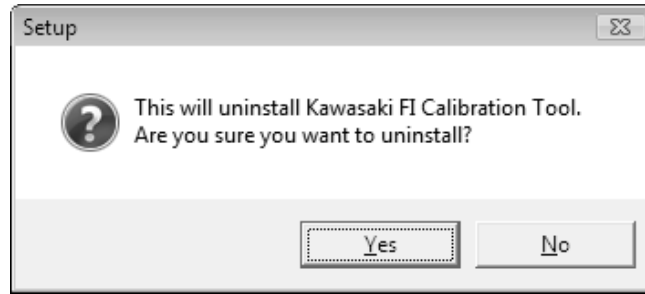 Setup
This will uninstall Kawasaki FI Calibration Tool.
Are you sure you want to uninstall?
Yes
No